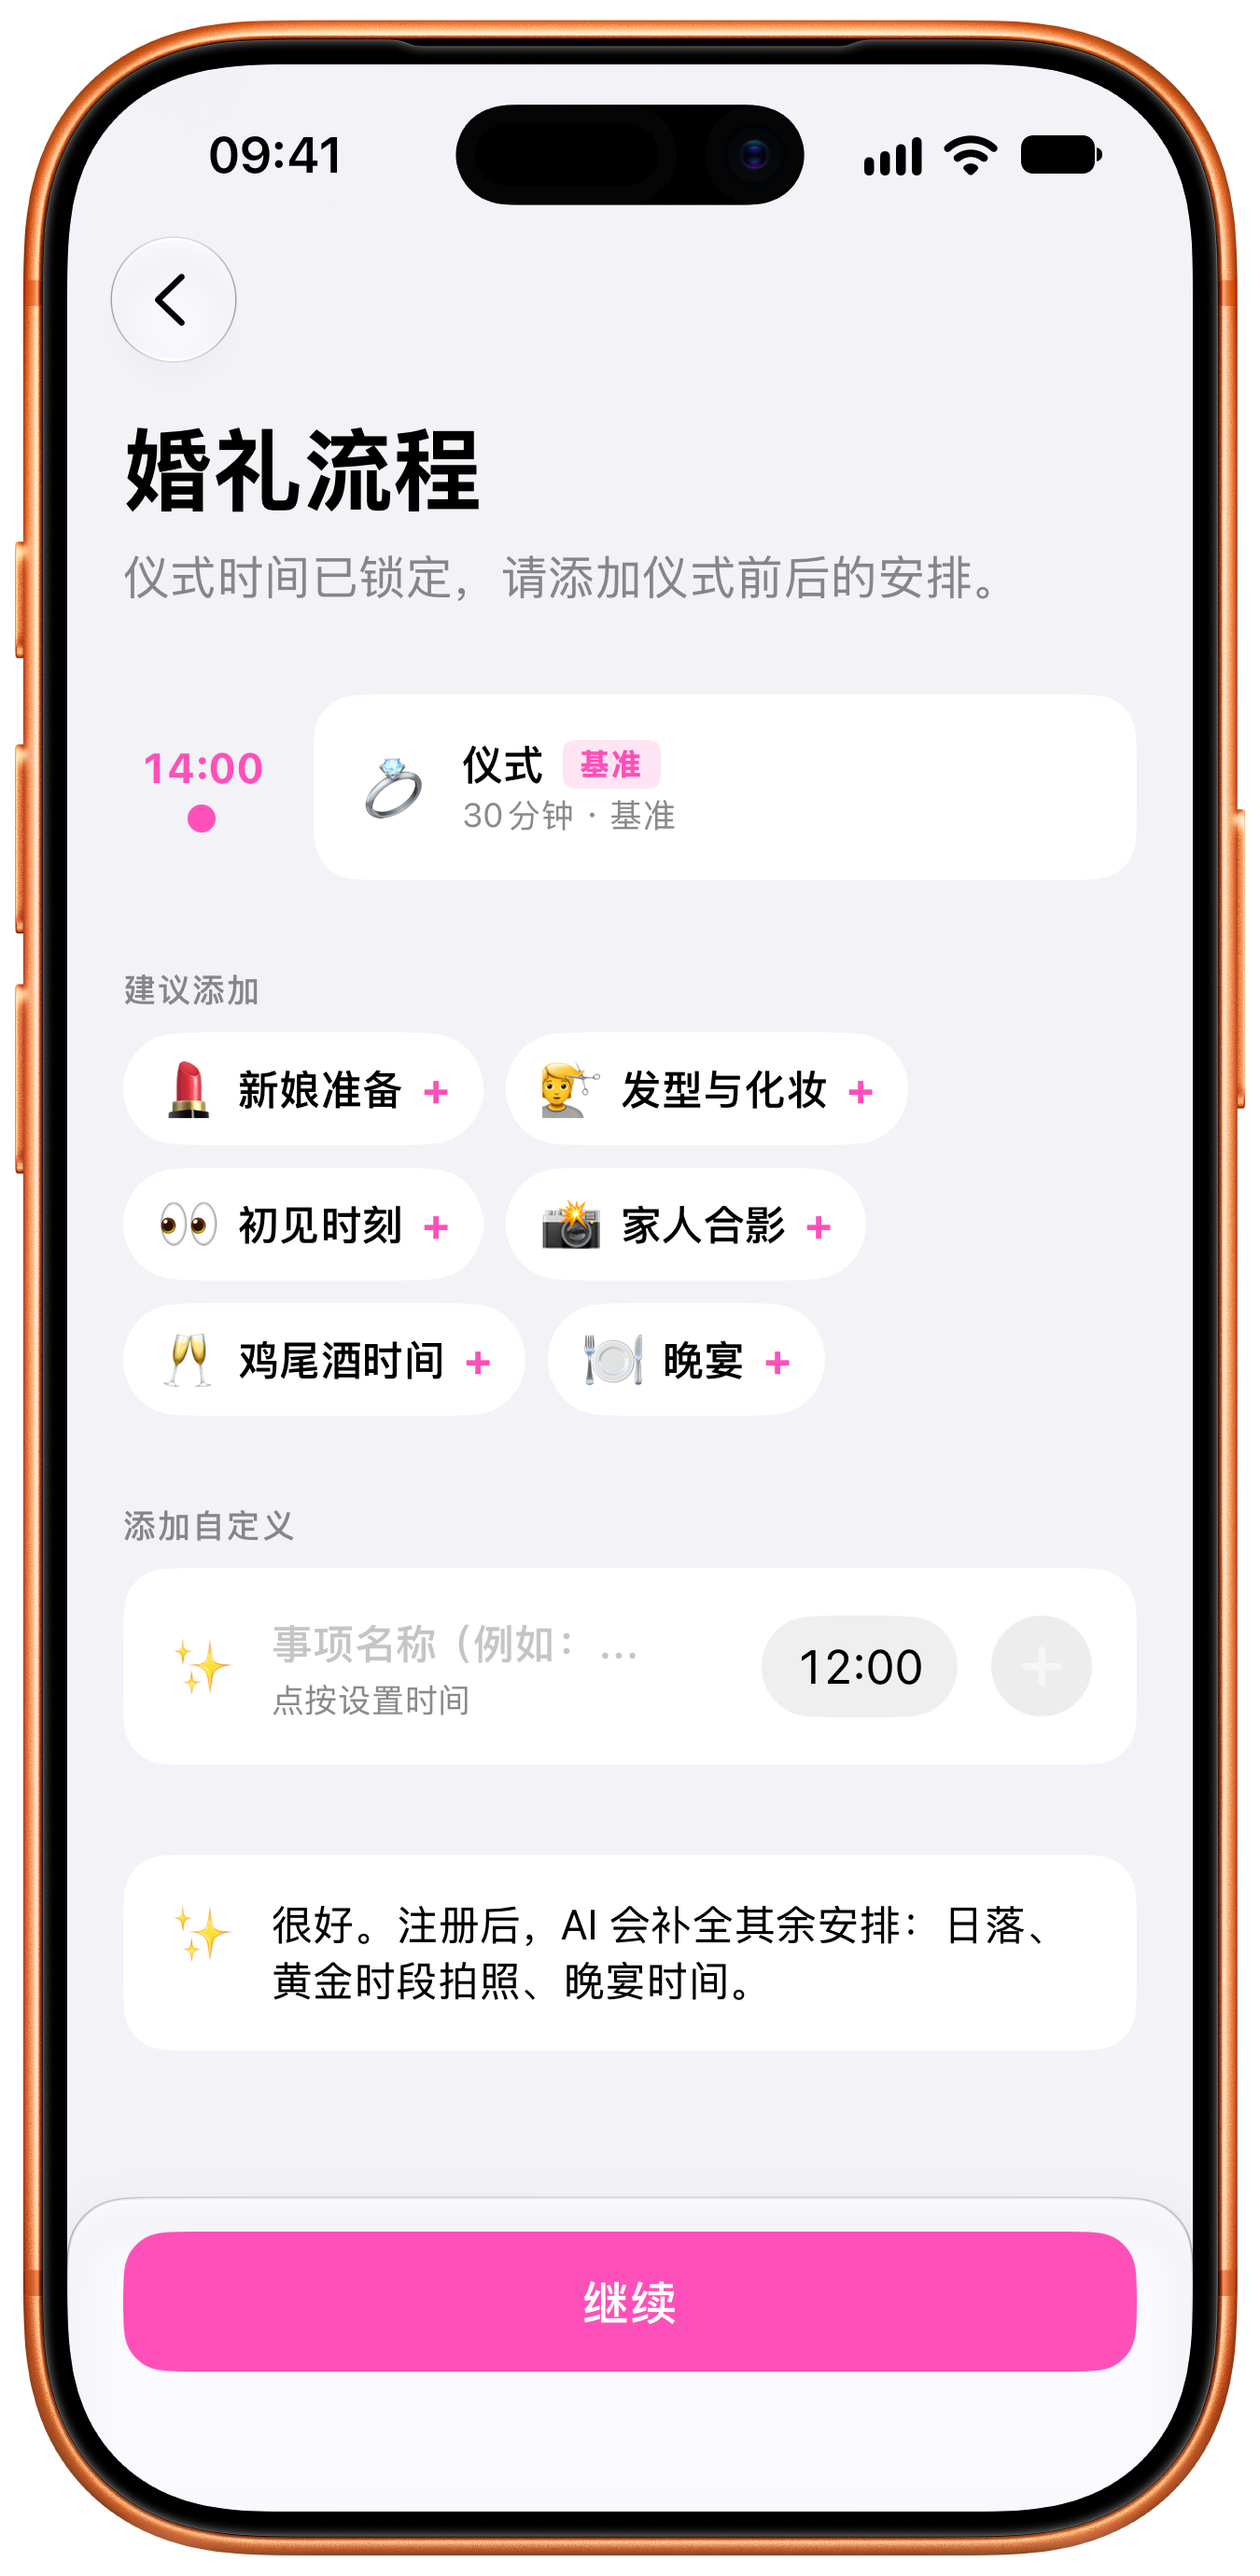 09:41
婚礼流程
仪式时间已锁定，请添加仪式前后的安排。
14:00
仪式 基准
30 分钟 · 基准
建议添加
新娘准备 +
发型与化妆 +
初见时刻 +
家人合影 +
鸡尾酒时间 +
晚宴 +
添加自定义
事项名称（例如：...
点按设置时间
12:00
很好。注册后，AI 会补全其余安排：日落、
黄金时段拍照、晚宴时间。
继续